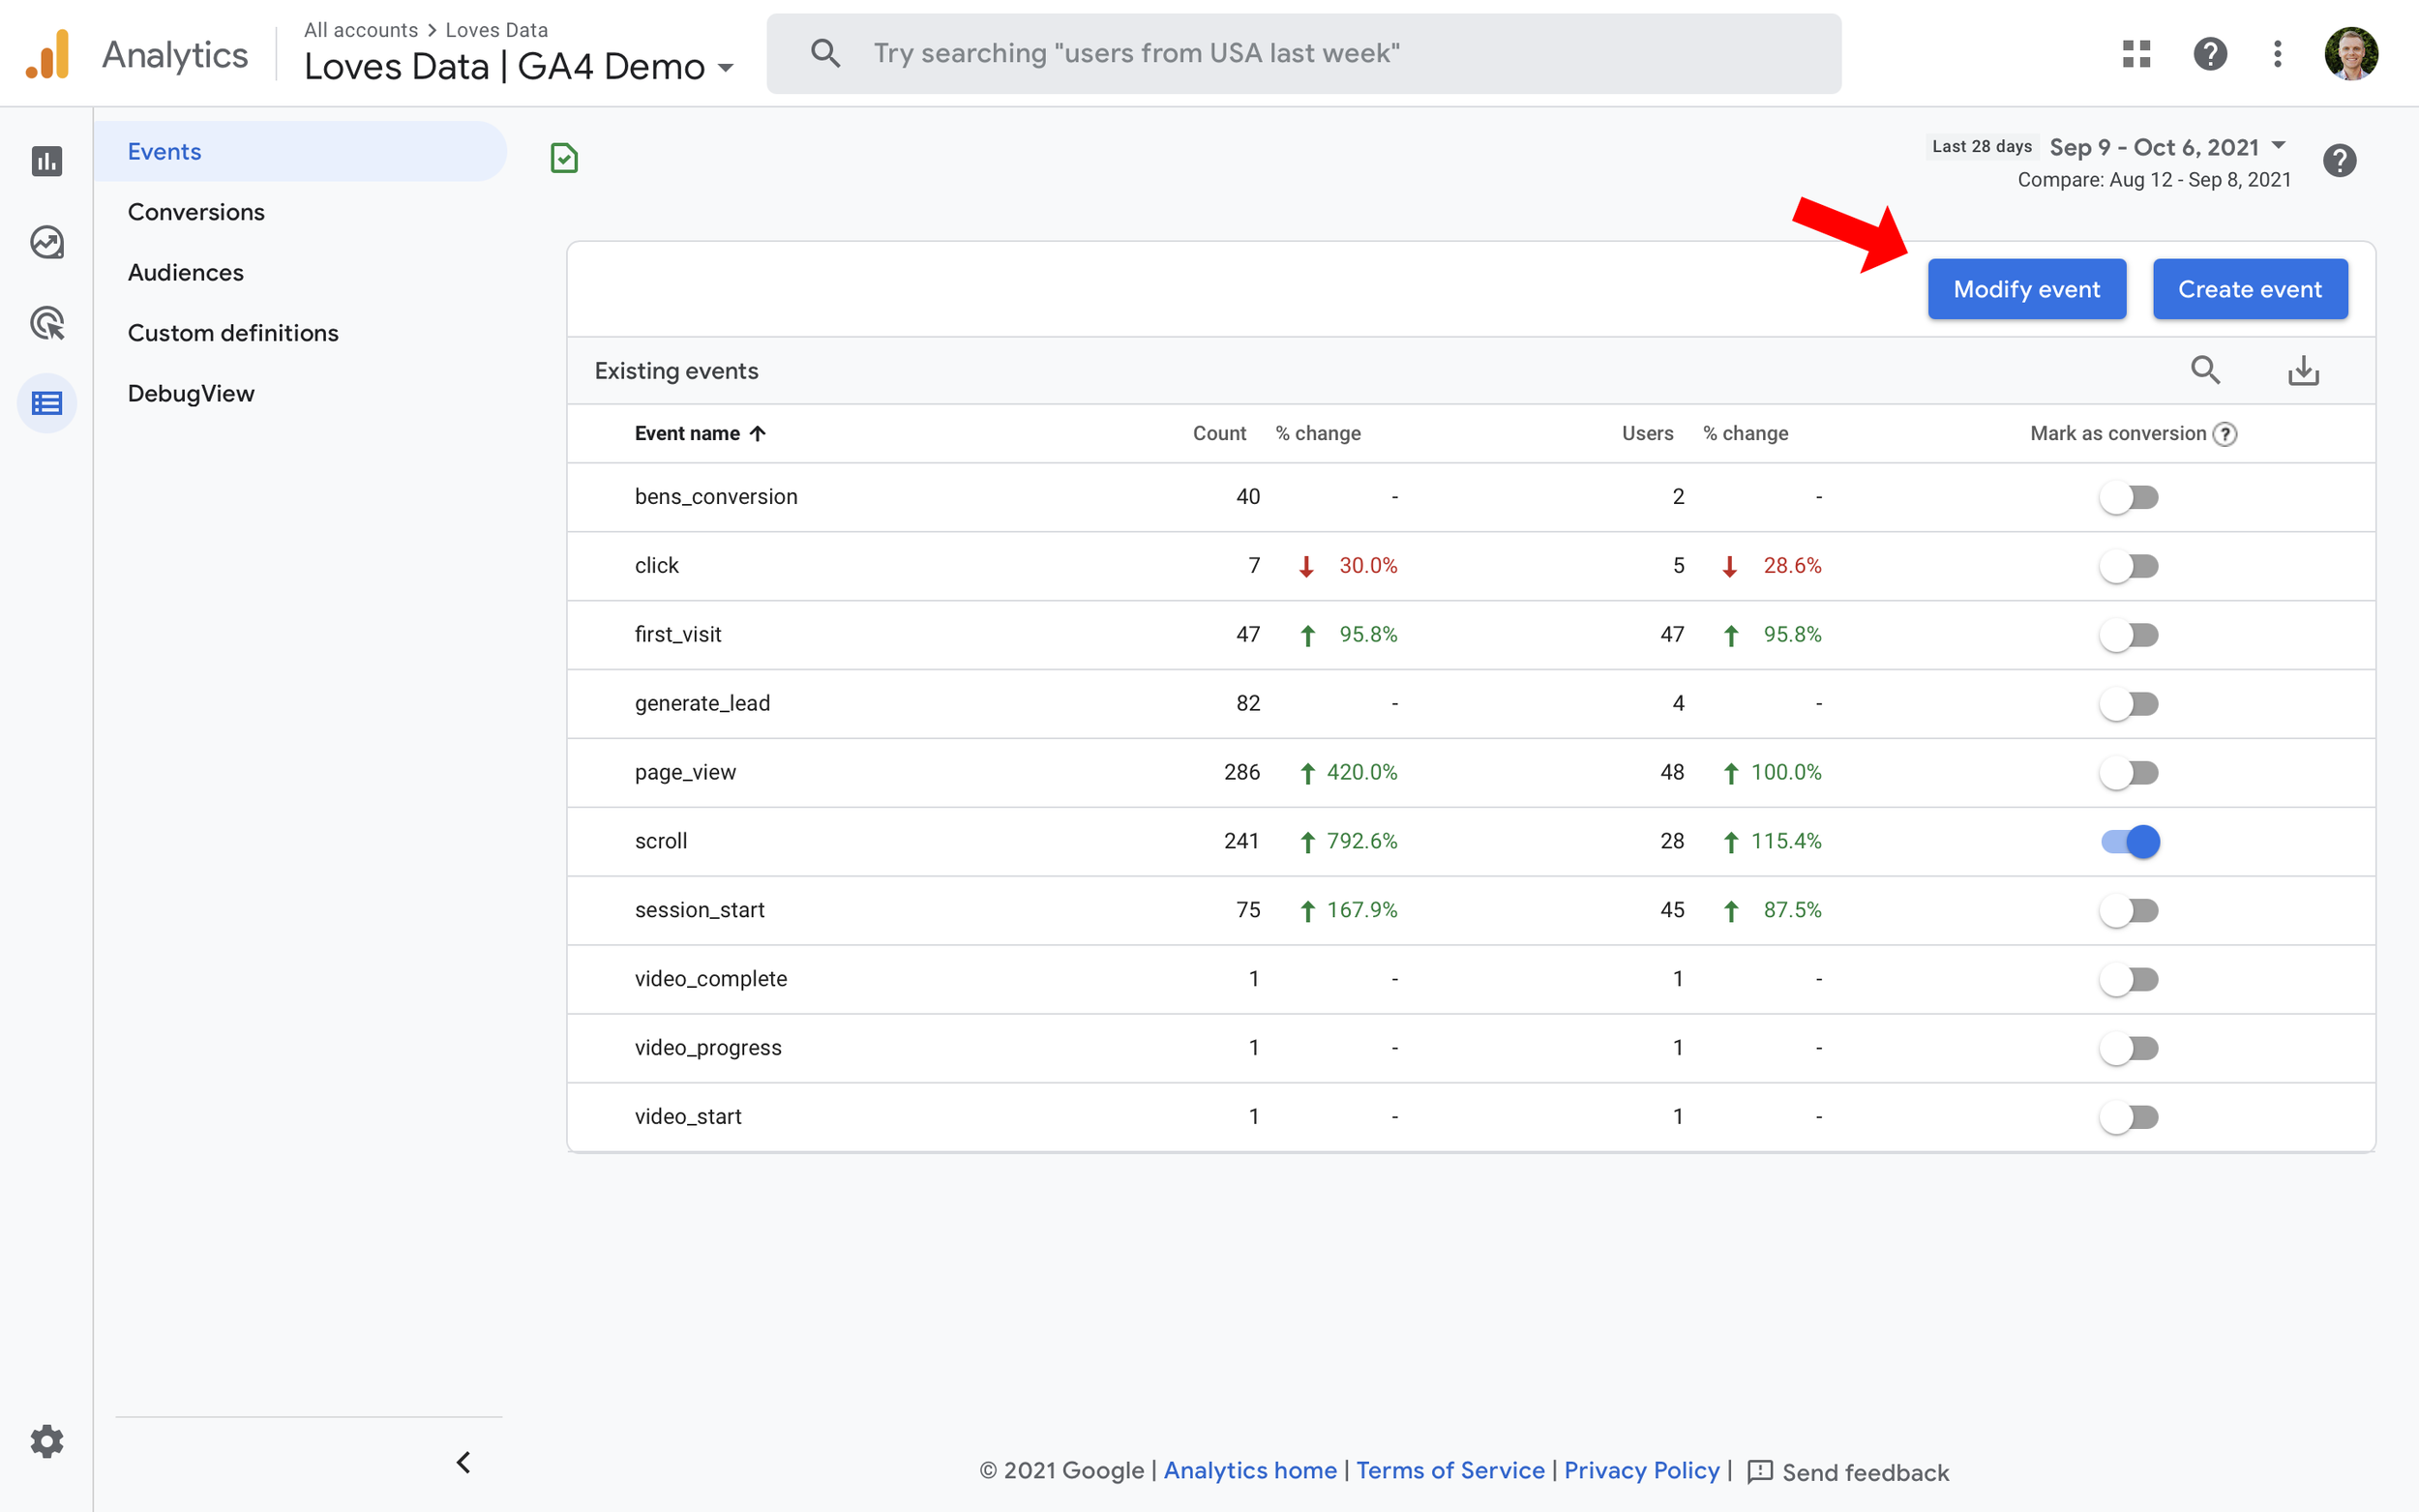 Analytics
All accounts > Loves Data
Loves Data | GA4 Demo
Try searching "users from USA last week"
Events
Conversions
Audiences
Custom definitions
DebugView
Last 28 days Sep 9 - Oct 6, 2021
Compare: Aug 12 - Sep 8, 2021
Modify event Create event
Existing events
Event name Count % change Users % change Mark as conversion
bens_conversion 40 - 2 -
click 7 30.0% 5 28.6%
first_visit 47 95.8% 47 95.8%
generate_lead 82 - 4 -
page_view 286 420.0% 48 100.0%
scroll 241 792.6% 28 115.4%
session_start 75 167.9% 45 87.5%
video_complete 1 - 1 -
video_progress 1 - 1 -
video_start 1 - 1 -
© 2021 Google | Analytics home | Terms of Service | Privacy Policy | Send feedback